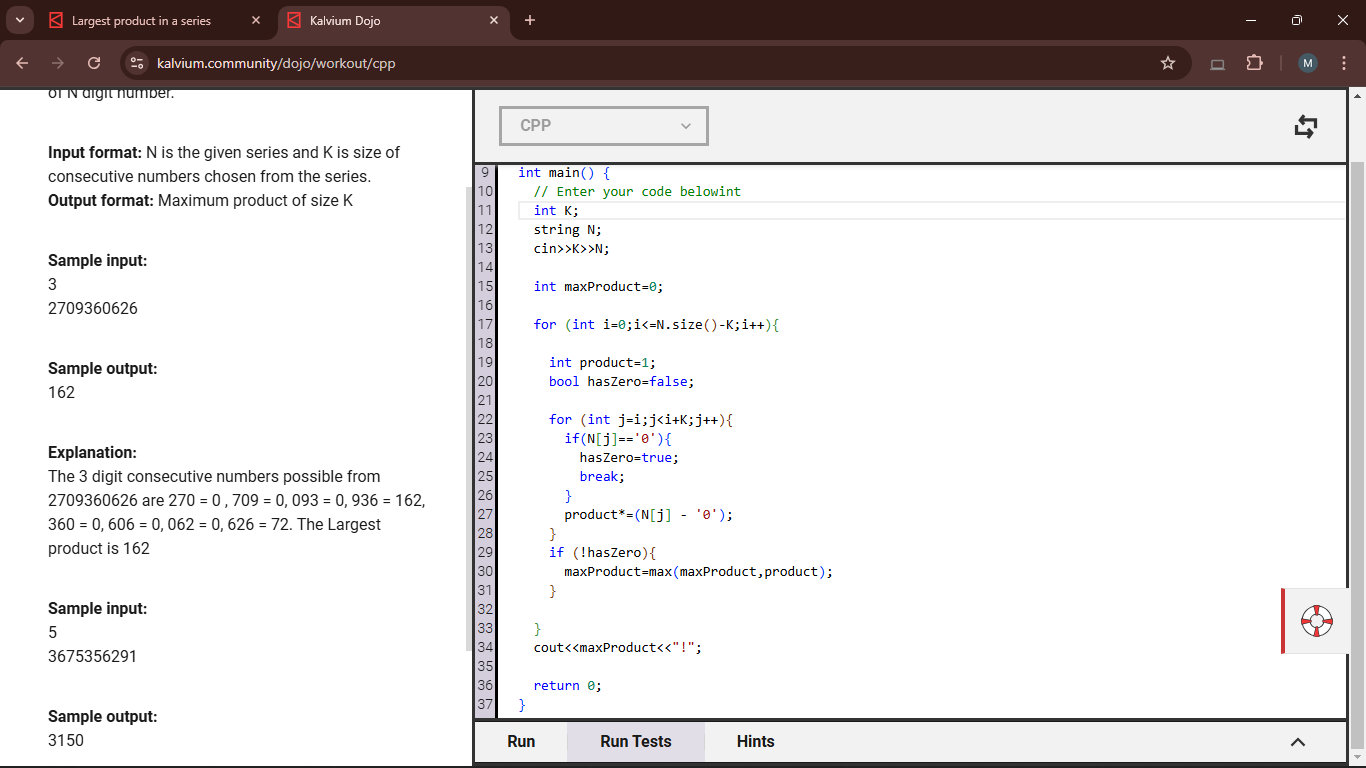 Largest product in a series
Kalvium Dojo
kalvium.community/dojo/workout/cpp
M
of N digit number.
Input format: N is the given series and K is size of
consecutive numbers chosen from the series.
Output format: Maximum product of size K
Sample input:
3
2709360626
Sample output:
162
Explanation:
The 3 digit consecutive numbers possible from
2709360626 are 270 = 0 , 709 = 0, 093 = 0, 936 = 162,
360 = 0, 606 = 0, 062 = 0, 626 = 72. The Largest
product is 162
Sample input:
5
3675356291
Sample output:
3150
CPP
9 int main() {
10 // Enter your code belowint
11 int K;
12 string N;
13 cin>>K>>N;
14
15 int maxProduct=0;
16
17 for (int i=0;i<=N.size()-K;i++){
18
19 int product=1;
20 bool hasZero=false;
21
22 for (int j=i;j<i+K;j++){
23 if(N[j]=='0'){
24 hasZero=true;
25 break;
26 }
27 product*=(N[j] - '0');
28 }
29 if (!hasZero){
30 maxProduct=max(maxProduct,product);
31 }
32
33 }
34 cout<<maxProduct<<"!";
35
36 return 0;
37 }
Run
Run Tests
Hints